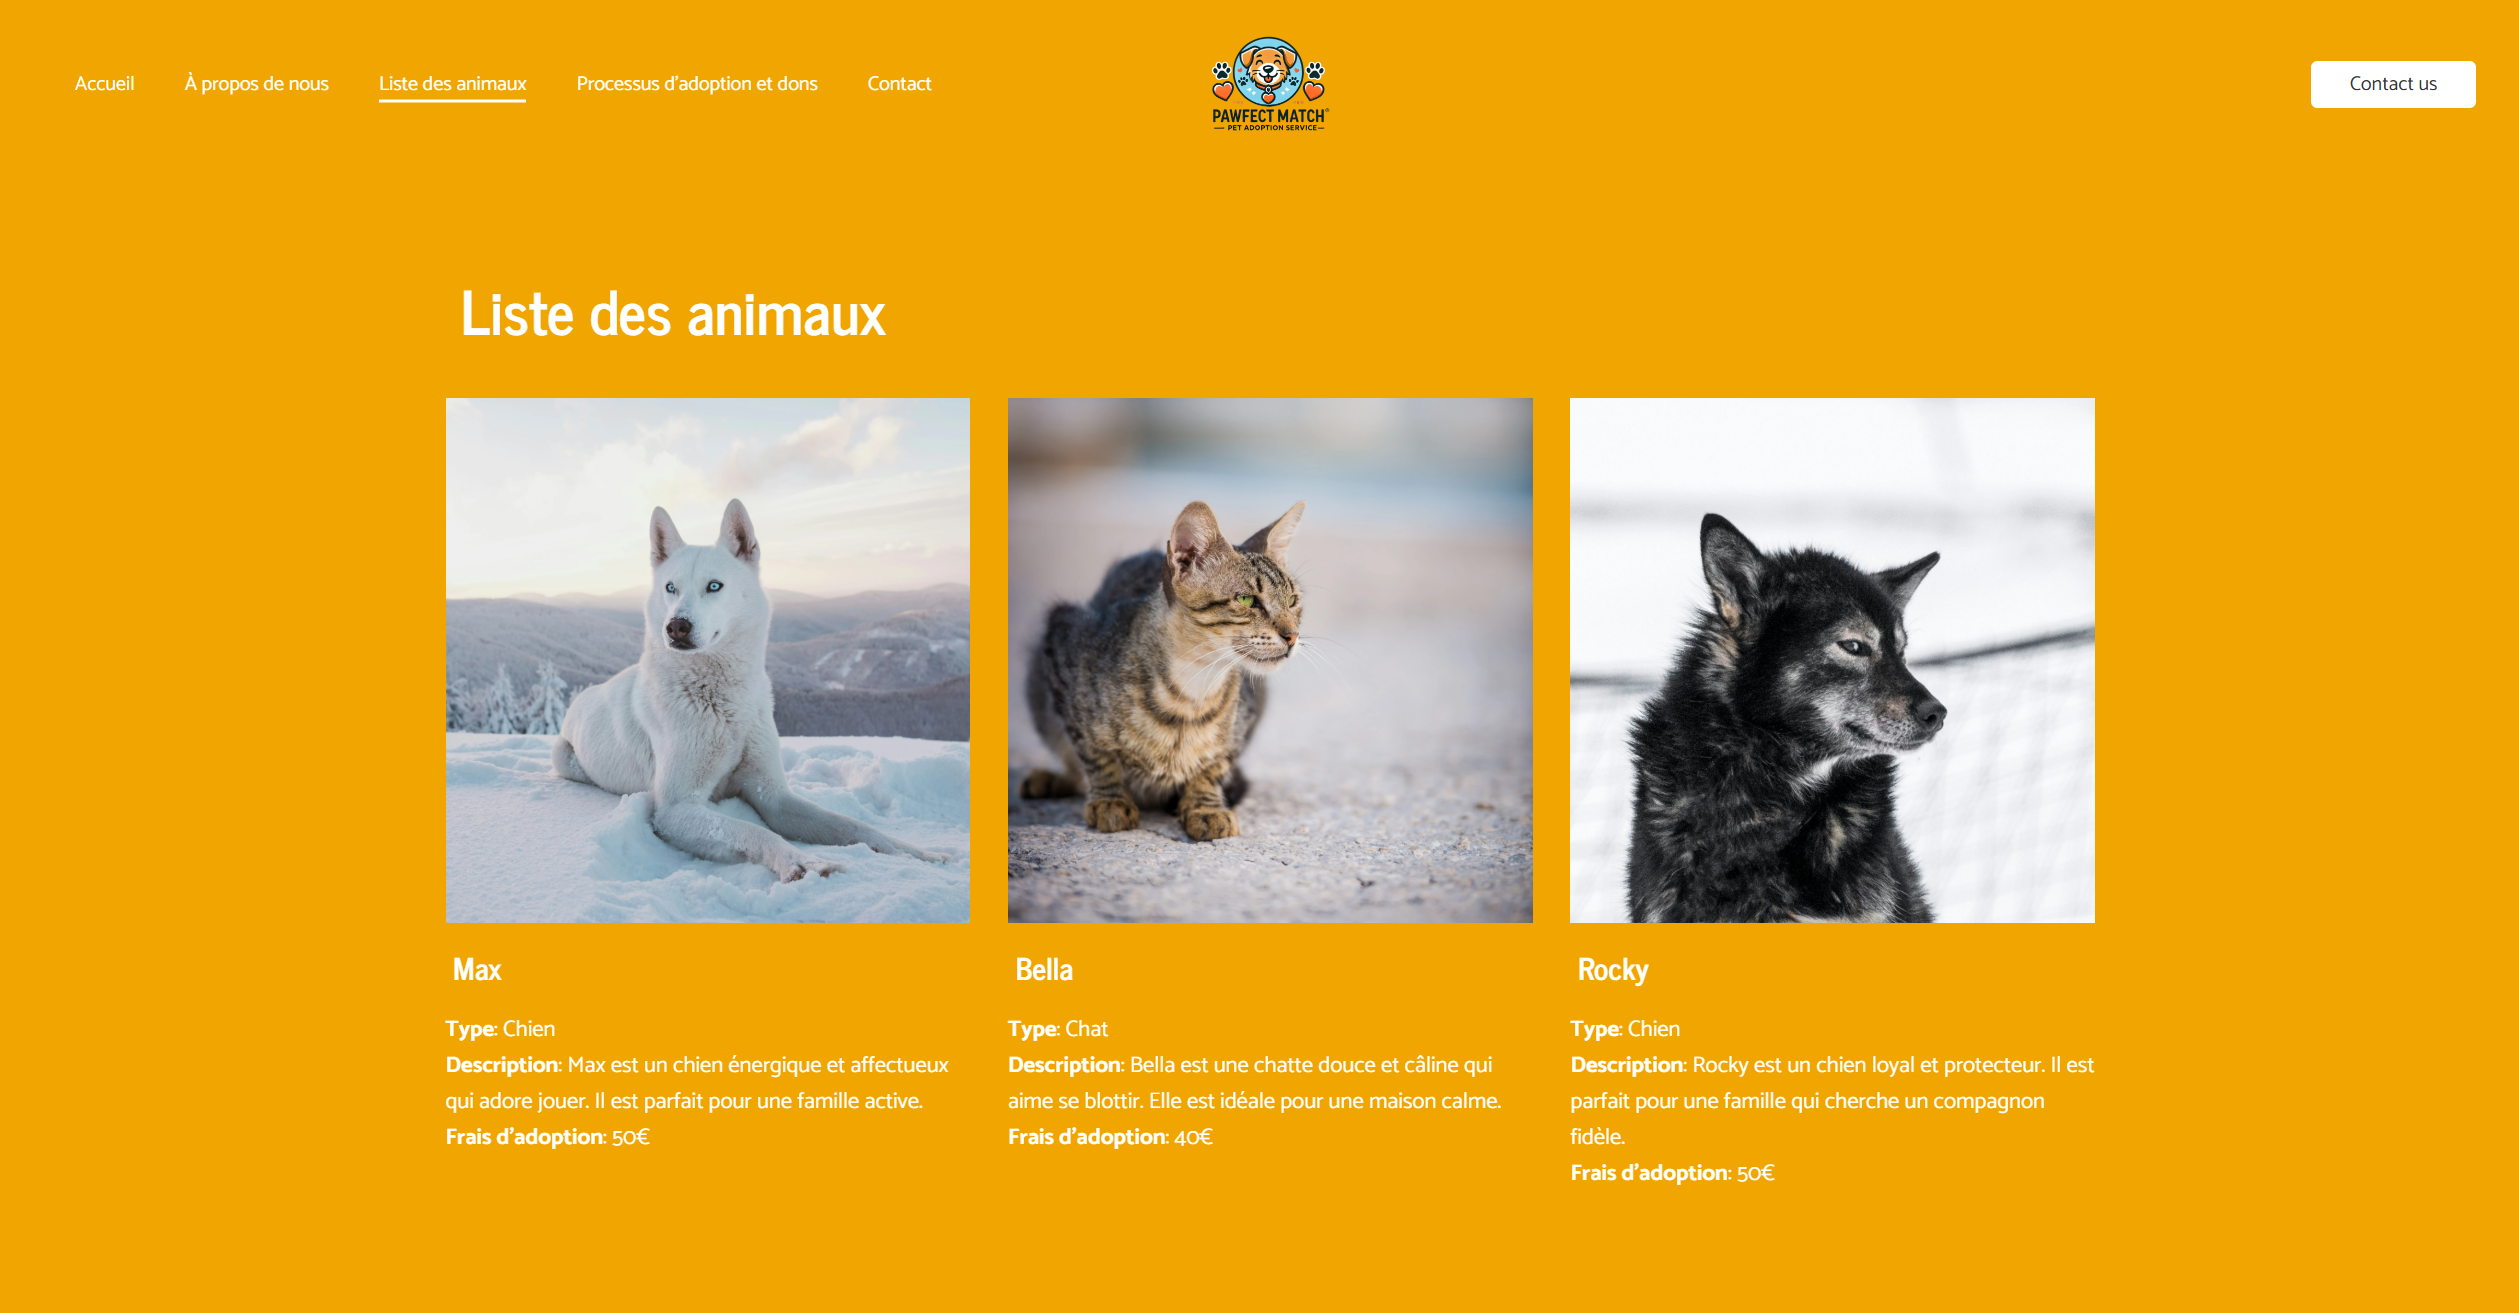 Accueil
À propos de nous
Liste des animaux
Processus d’adoption et dons
Contact
PAWFECT MATCH®
— PET ADOPTION SERVICE —
Contact us
Liste des animaux
Max
Type: Chien
Description: Max est un chien énergique et affectueux
qui adore jouer. Il est parfait pour une famille active.
Frais d’adoption: 50€
Bella
Type: Chat
Description: Bella est une chatte douce et câline qui
aime se blottir. Elle est idéale pour une maison calme.
Frais d’adoption: 40€
Rocky
Type: Chien
Description: Rocky est un chien loyal et protecteur. Il est
parfait pour une famille qui cherche un compagnon
fidèle.
Frais d’adoption: 50€